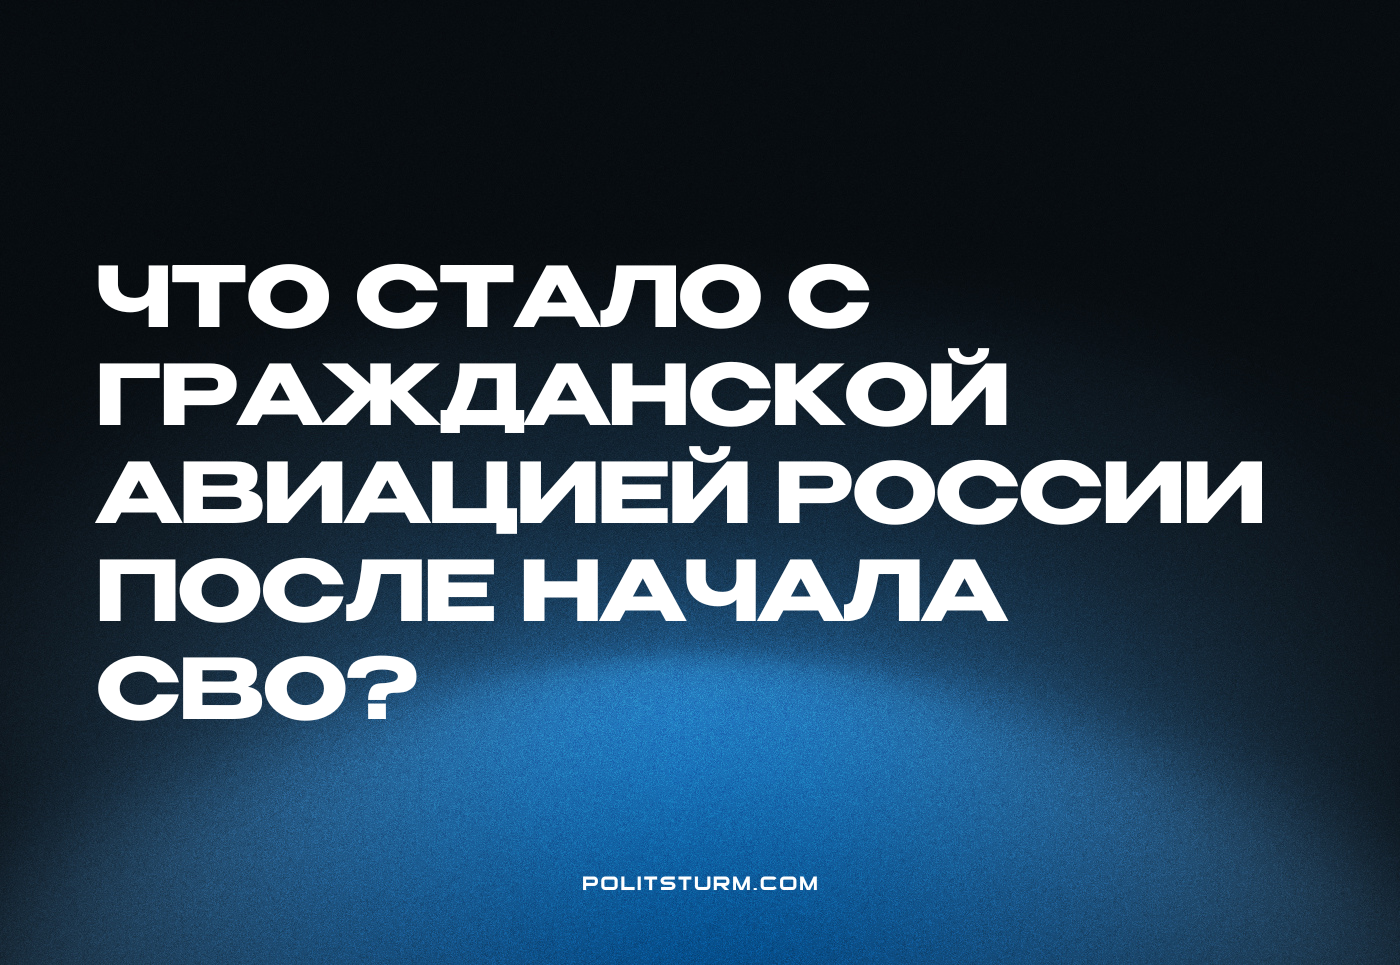 ЧТО СТАЛО С
ГРАЖДАНСКОЙ
АВИАЦИЕЙ РОССИИ
ПОСЛЕ НАЧАЛА
СВО?
POLITSTURM.COM